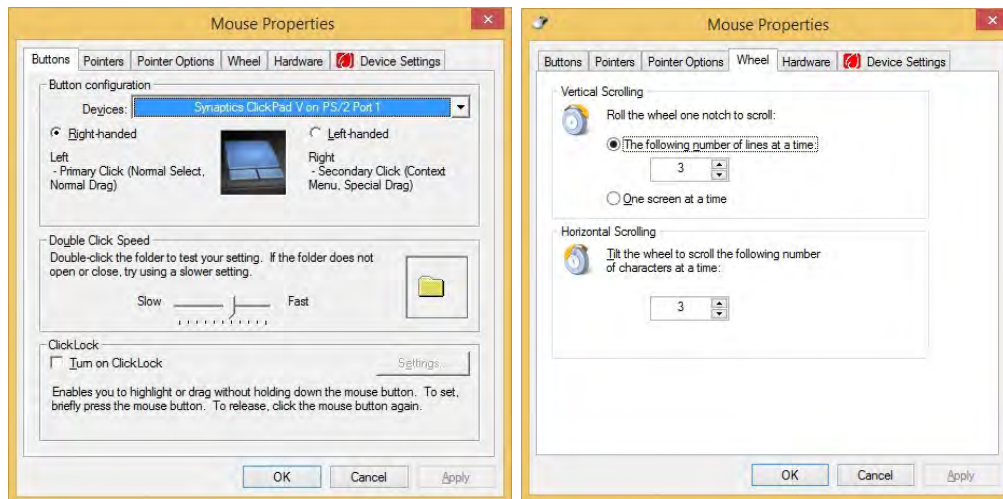 Mouse Properties
Buttons Pointers Pointer Options Wheel Hardware Device Settings
Button configuration
Devices: Synaptics ClickPad V on PS/2 Port 1
Right-handed Left-handed
Left
- Primary Click (Normal Select,
Normal Drag)
Right
- Secondary Click (Context
Menu, Special Drag)
Double Click Speed
Double-click the folder to test your setting. If the folder does not
open or close, try using a slower setting.
Slow Fast
ClickLock
Turn on ClickLock Settings...
Enables you to highlight or drag without holding down the mouse button. To set,
briefly press the mouse button. To release, click the mouse button again.
OK Cancel Apply
Mouse Properties
Buttons Pointers Pointer Options Wheel Hardware Device Settings
Vertical Scrolling
Roll the wheel one notch to scroll:
The following number of lines at a time:
3
One screen at a time
Horizontal Scrolling
Tilt the wheel to scroll the following number
of characters at a time:
3
OK Cancel Apply